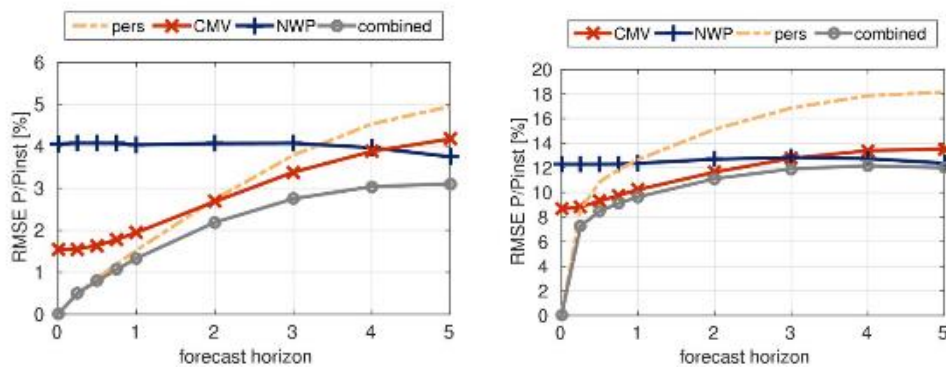 pers CMV NWP combined
RMSE P/Pinst [%]
6
5
4
3
2
1
0
0 1 2 3 4 5
forecast horizon
CMV NWP pers combined
RMSE P/Pinst [%]
20
18
16
14
12
10
8
6
4
2
0
0 1 2 3 4 5
forecast horizon